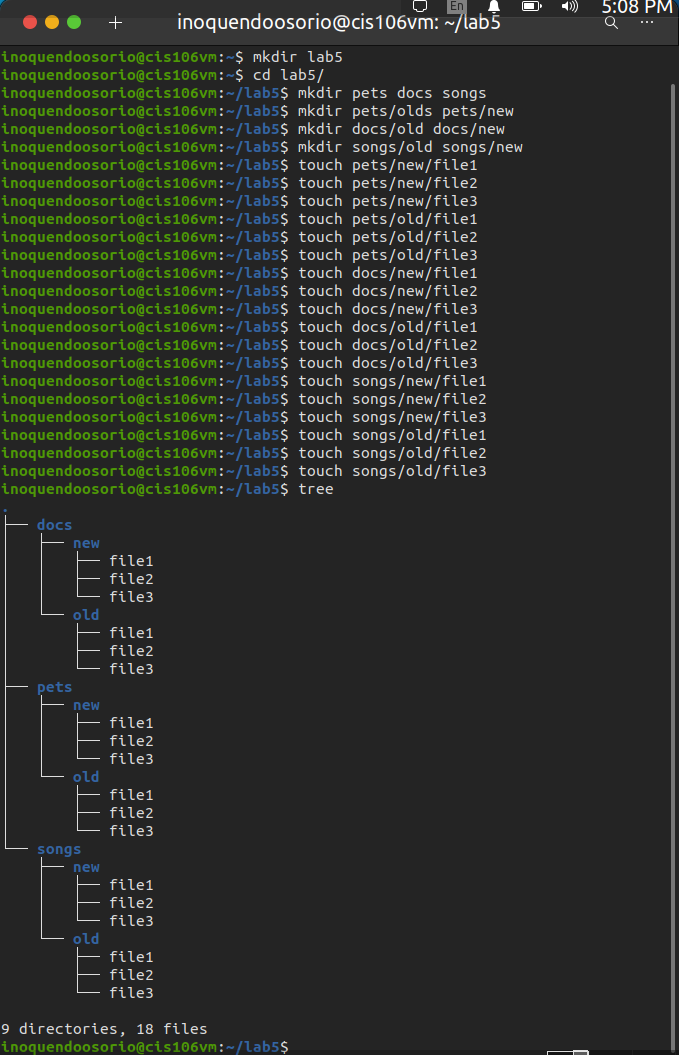 En 5:08 PM
inoquendoosorio@cis106vm: ~/lab5
inoquendoosorio@cis106vm:~$ mkdir lab5
inoquendoosorio@cis106vm:~$ cd lab5/
inoquendoosorio@cis106vm:~/lab5$ mkdir pets docs songs
inoquendoosorio@cis106vm:~/lab5$ mkdir pets/olds pets/new
inoquendoosorio@cis106vm:~/lab5$ mkdir docs/old docs/new
inoquendoosorio@cis106vm:~/lab5$ mkdir songs/old songs/new
inoquendoosorio@cis106vm:~/lab5$ touch pets/new/file1
inoquendoosorio@cis106vm:~/lab5$ touch pets/new/file2
inoquendoosorio@cis106vm:~/lab5$ touch pets/new/file3
inoquendoosorio@cis106vm:~/lab5$ touch pets/old/file1
inoquendoosorio@cis106vm:~/lab5$ touch pets/old/file2
inoquendoosorio@cis106vm:~/lab5$ touch pets/old/file3
inoquendoosorio@cis106vm:~/lab5$ touch docs/new/file1
inoquendoosorio@cis106vm:~/lab5$ touch docs/new/file2
inoquendoosorio@cis106vm:~/lab5$ touch docs/new/file3
inoquendoosorio@cis106vm:~/lab5$ touch docs/old/file1
inoquendoosorio@cis106vm:~/lab5$ touch docs/old/file2
inoquendoosorio@cis106vm:~/lab5$ touch docs/old/file3
inoquendoosorio@cis106vm:~/lab5$ touch songs/new/file1
inoquendoosorio@cis106vm:~/lab5$ touch songs/new/file2
inoquendoosorio@cis106vm:~/lab5$ touch songs/new/file3
inoquendoosorio@cis106vm:~/lab5$ touch songs/old/file1
inoquendoosorio@cis106vm:~/lab5$ touch songs/old/file2
inoquendoosorio@cis106vm:~/lab5$ touch songs/old/file3
inoquendoosorio@cis106vm:~/lab5$ tree
.
├── docs
│   ├── new
│   │   ├── file1
│   │   ├── file2
│   │   └── file3
│   └── old
│       ├── file1
│       ├── file2
│       └── file3
├── pets
│   ├── new
│   │   ├── file1
│   │   ├── file2
│   │   └── file3
│   └── old
│       ├── file1
│       ├── file2
│       └── file3
└── songs
    ├── new
    │   ├── file1
    │   ├── file2
    │   └── file3
    └── old
        ├── file1
        ├── file2
        └── file3
9 directories, 18 files
inoquendoosorio@cis106vm:~/lab5$